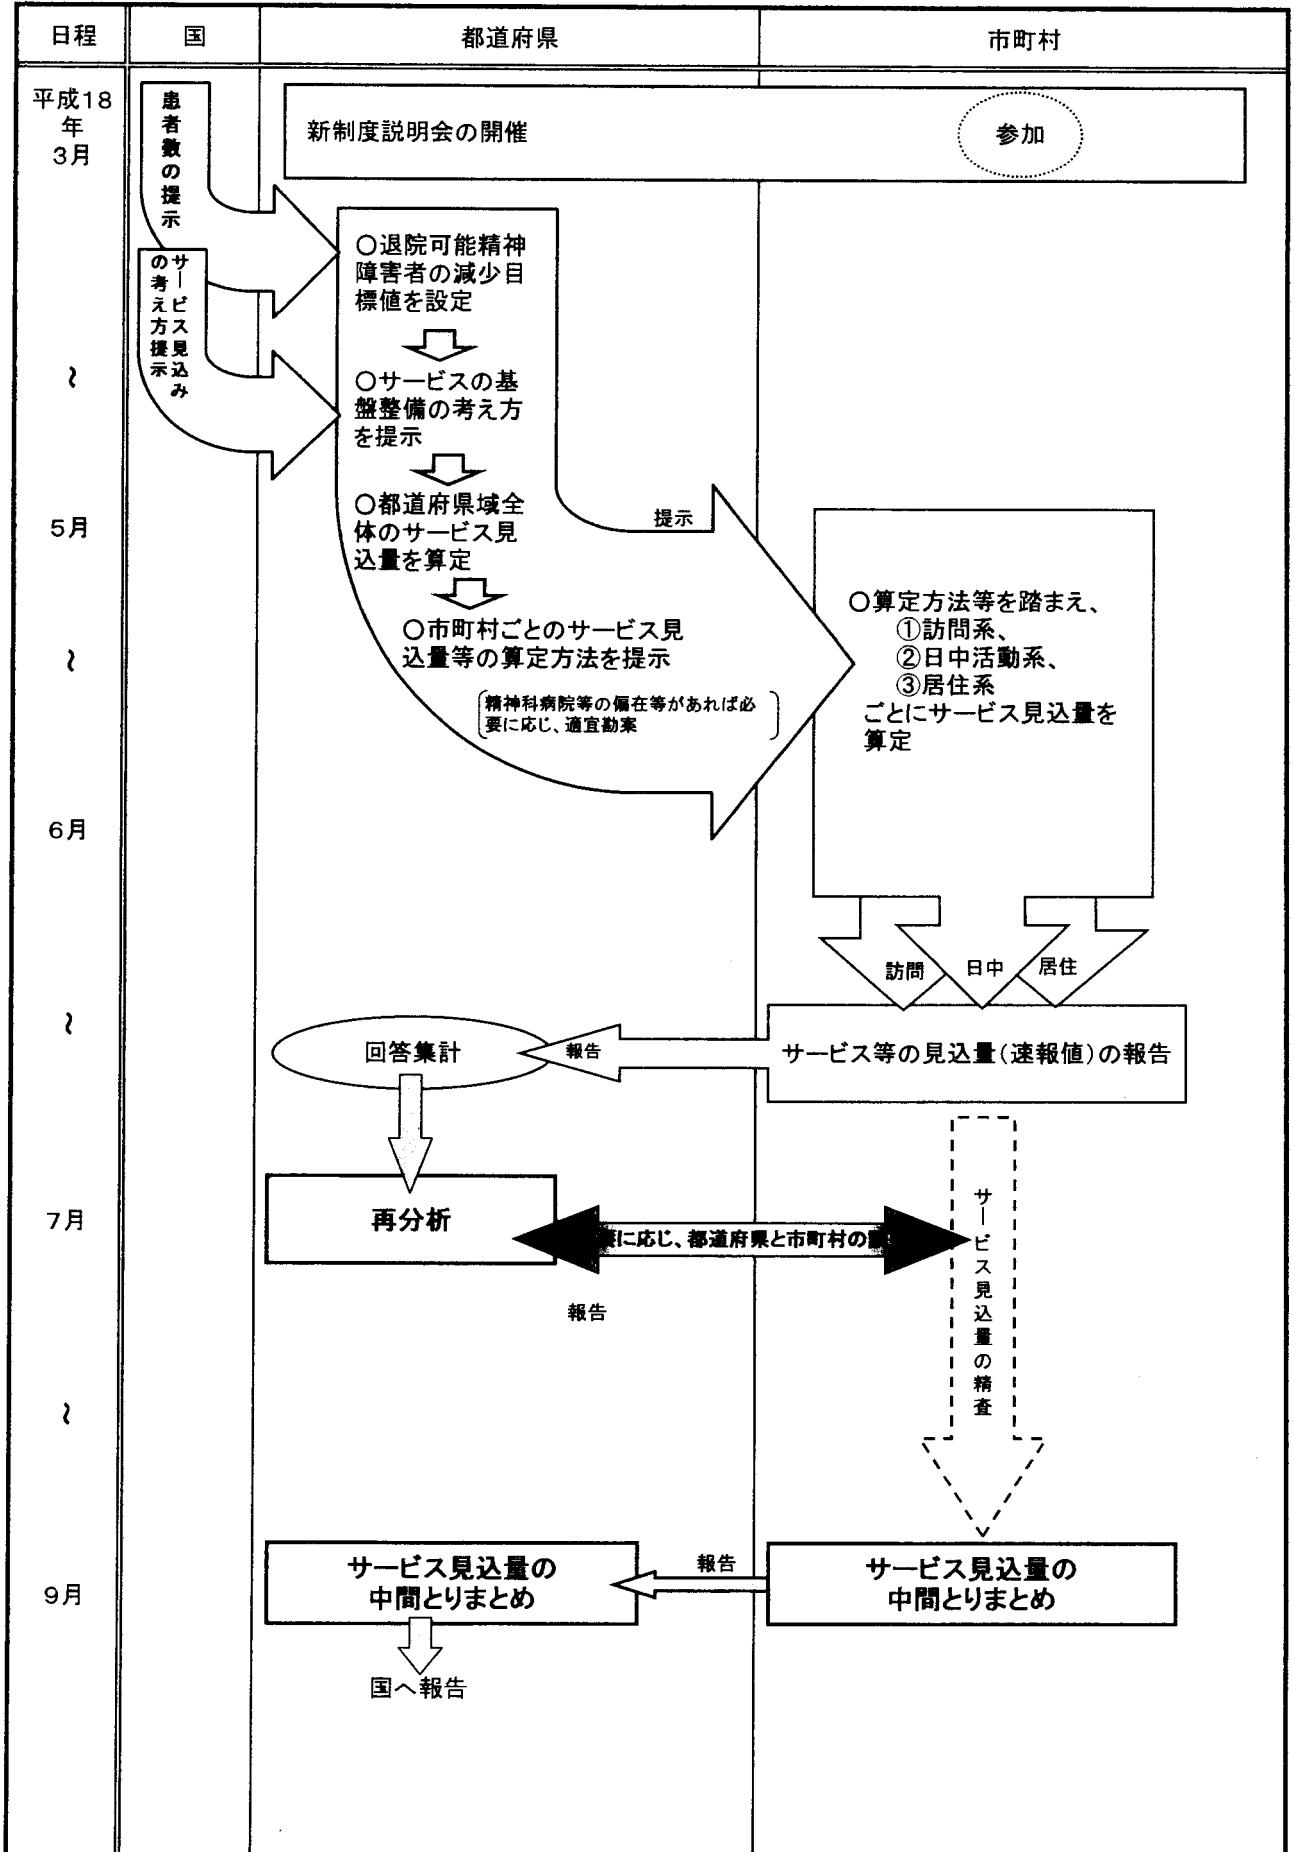 日程
国
都道府県
市町村
平成18
年
3月
患者数の提示
新制度説明会の開催
参加
サービス見込み
の考え方提示
○退院可能精神
障害者の減少目
標値を設定
~
○サービスの基
盤整備の考え方
を提示
5月
○都道府県域全
体のサービス見
込量を算定
提示
○市町村ごとのサービス見
込量等の算定方法を提示
精神科病院等の偏在等があれば必
要に応じ、適宜勘案
○算定方法等を踏まえ、
①訪問系、
②日中活動系、
③居住系
ごとにサービス見込量を
算定
~
6月
訪問
日中
居住
~
回答集計
報告
サービス等の見込量(速報値)の報告
7月
再分析
に応じ、都道府県と市町村の
サービス見込量の精査
報告
~
9月
サービス見込量の
中間とりまとめ
報告
サービス見込量の
中間とりまとめ
国へ報告